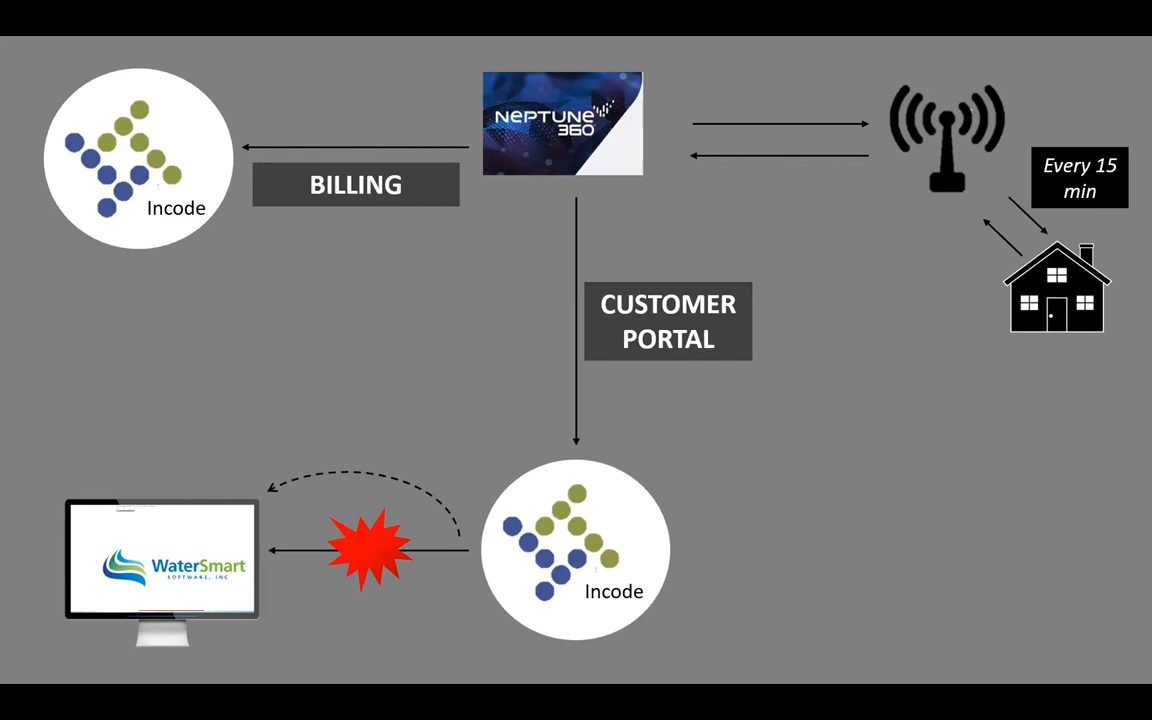 NEPTUNE
360
Every 15
min
BILLING
Incode
CUSTOMER
PORTAL
WaterSmart
SOFTWARE, INC
Incode